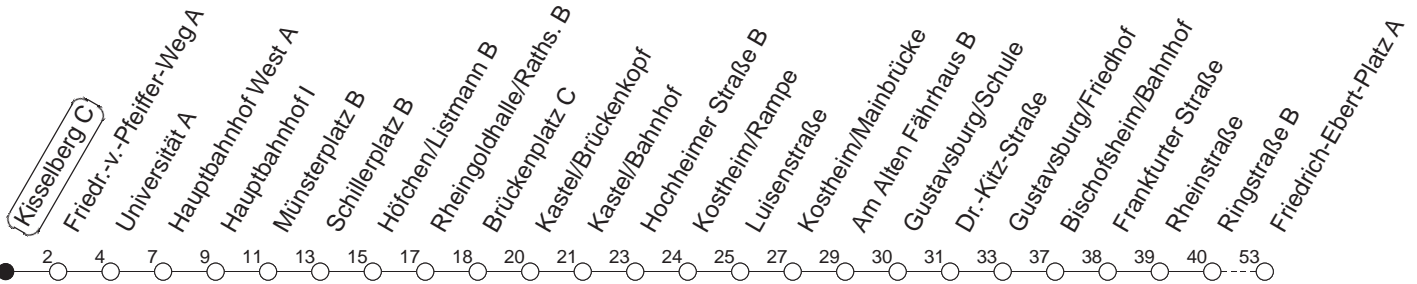 Kisselberg C
Friedr.-v.-Pfeiffer-Weg A
Universität A
Hauptbahnhof West A
Hauptbahnhof I
Münsterplatz B
Schillerplatz B
Höfchen/Listmann B
Rheingoldhalle/Raths. B
Brückenplatz C
Kastel/Brückenkopf
Kastel/Bahnhof
Hochheimer Straße B
Kostheim/Rampe
Luisenstraße
Kostheim/Mainbrücke
Am Alten Fährhaus B
Gustavsburg/Schule
Dr.-Kitz-Straße
Gustavsburg/Friedhof
Bischofsheim/Bahnhof
Frankfurter Straße
Rheinstraße
Ringstraße B
Friedrich-Ebert-Platz A
2 4 7 9 11 13 15 17 18 20 21 23 24 25 27 29 30 31 33 37 38 39 40 53